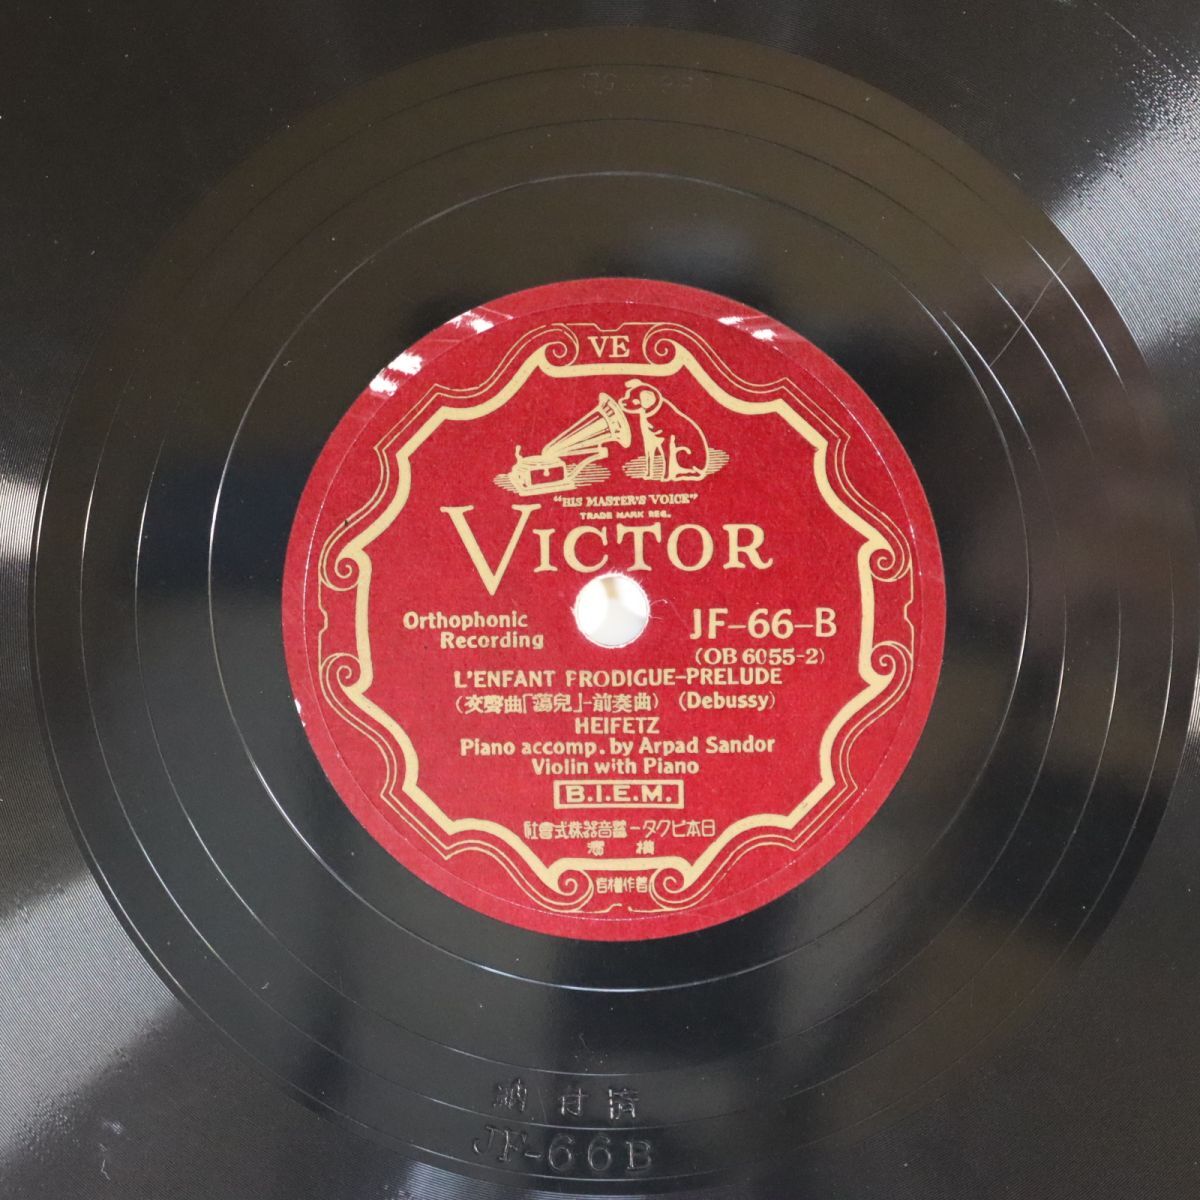 VE
"HIS MASTER'S VOICE"
TRADE MARK REG.
VICTOR
Orthophonic
Recording
JF-66-B
(OB 6055-2)
L'ENFANT PRODIGUE-PRELUDE
(交聲曲「蕩兒」-前奏曲) (Debussy)
HEIFETZ
Piano accomp. by Arpad Sandor
Violin with Piano
B.I.E.M.
社會式株器音蓄ータクビ本日
濱横
JF-66B